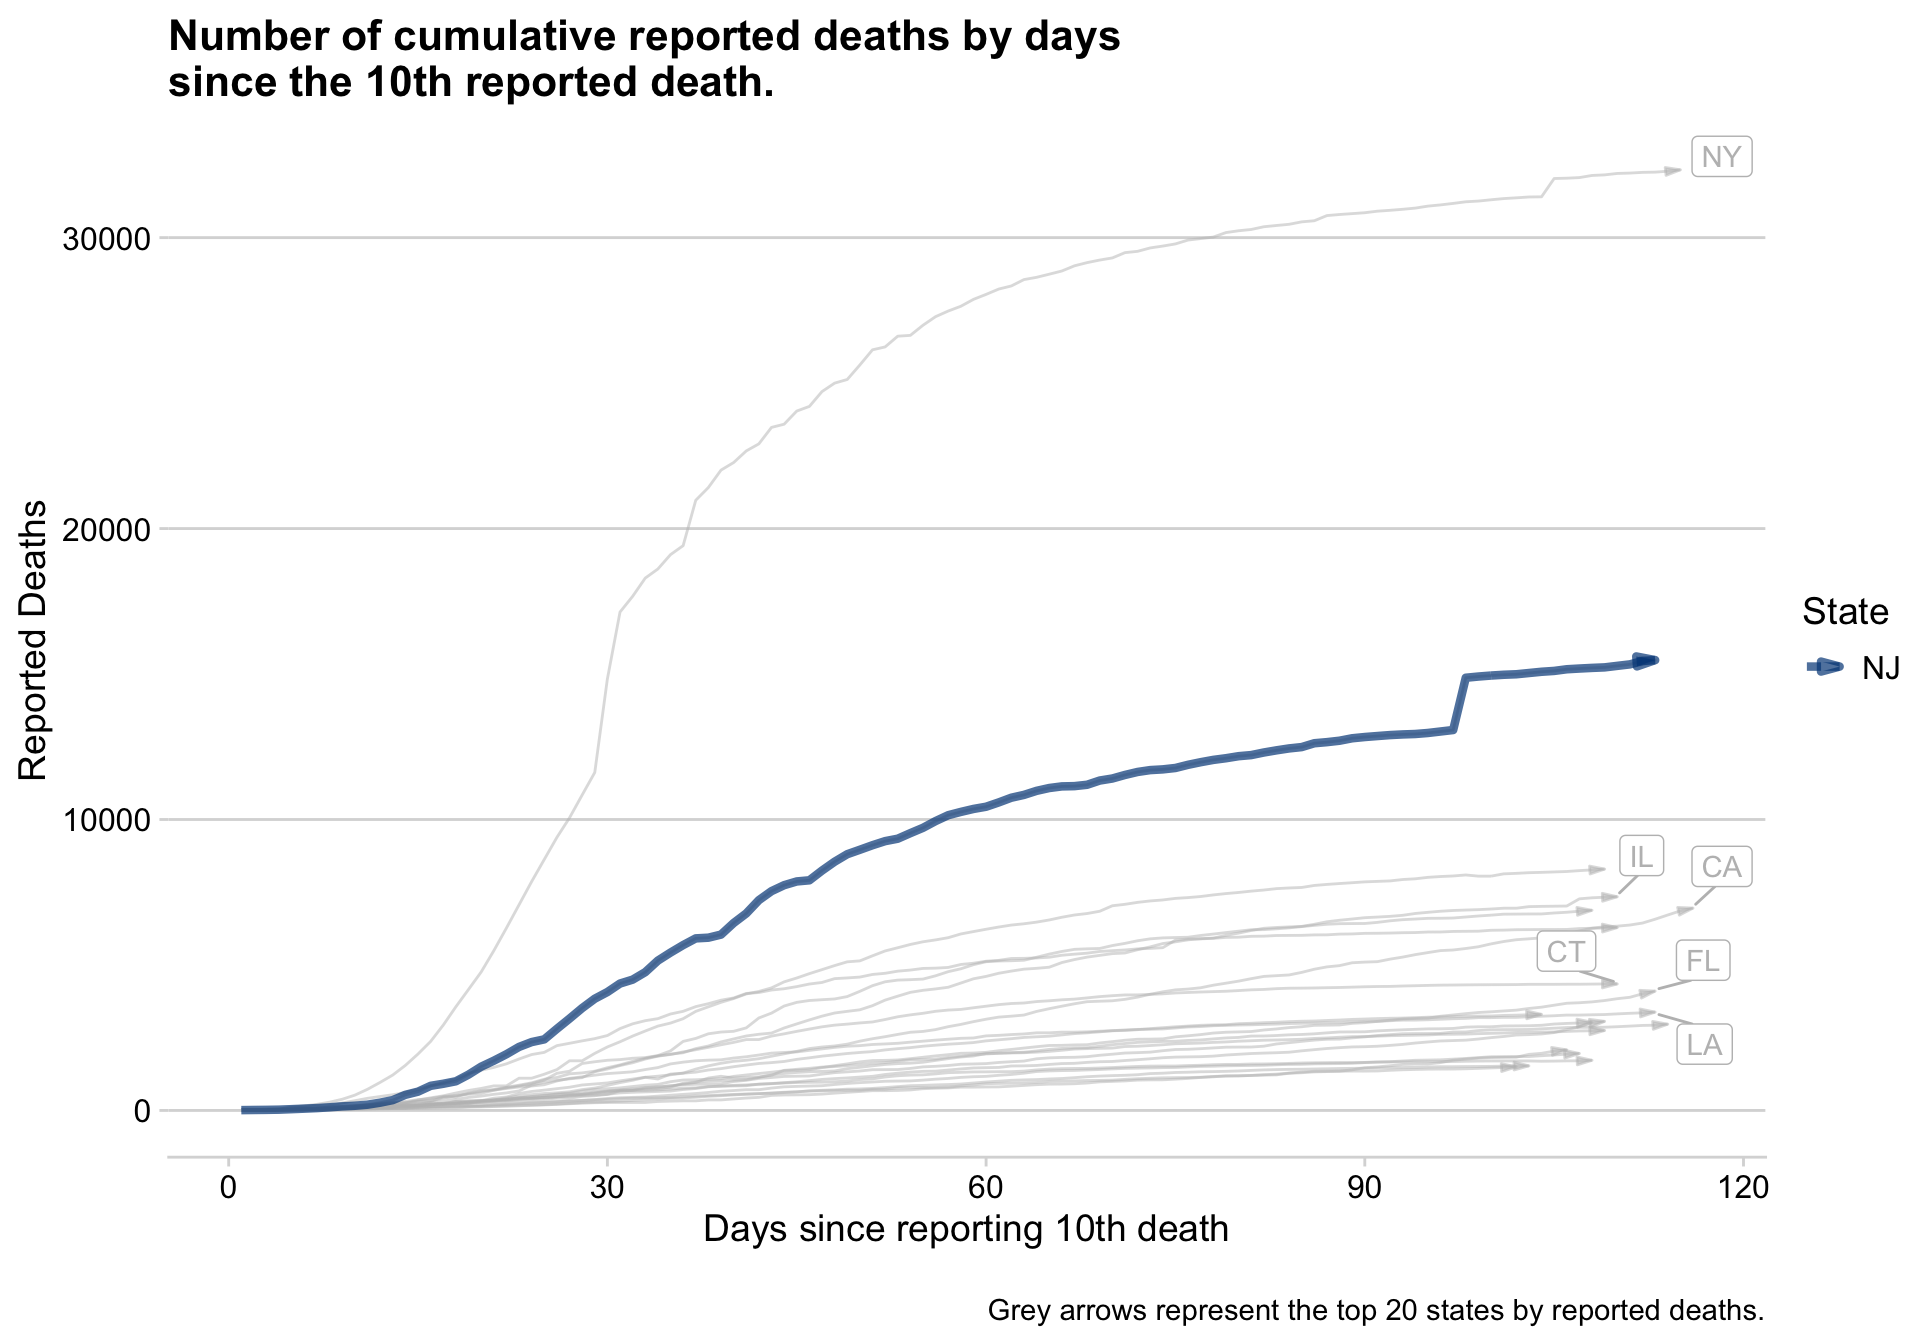 Number of cumulative reported deaths by days
since the 10th reported death.
NY
30000
20000
Reported Deaths
State
NJ
10000
IL
CA
CT
FL
LA
0
0 30 60 90 120
Days since reporting 10th death
Grey arrows represent the top 20 states by reported deaths.